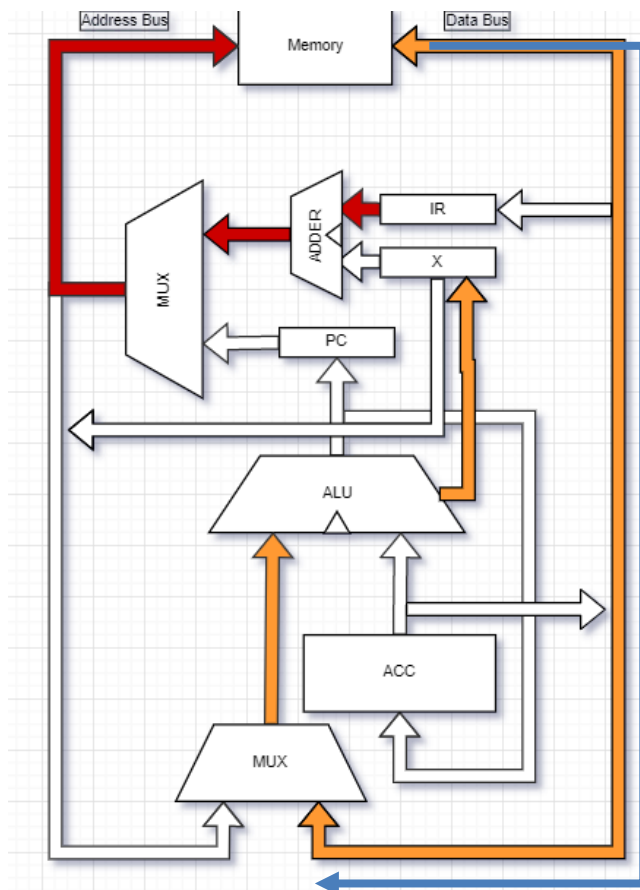 Address Bus
Data Bus
Memory
IR
ADDER
X
MUX
PC
ALU
ACC
MUX